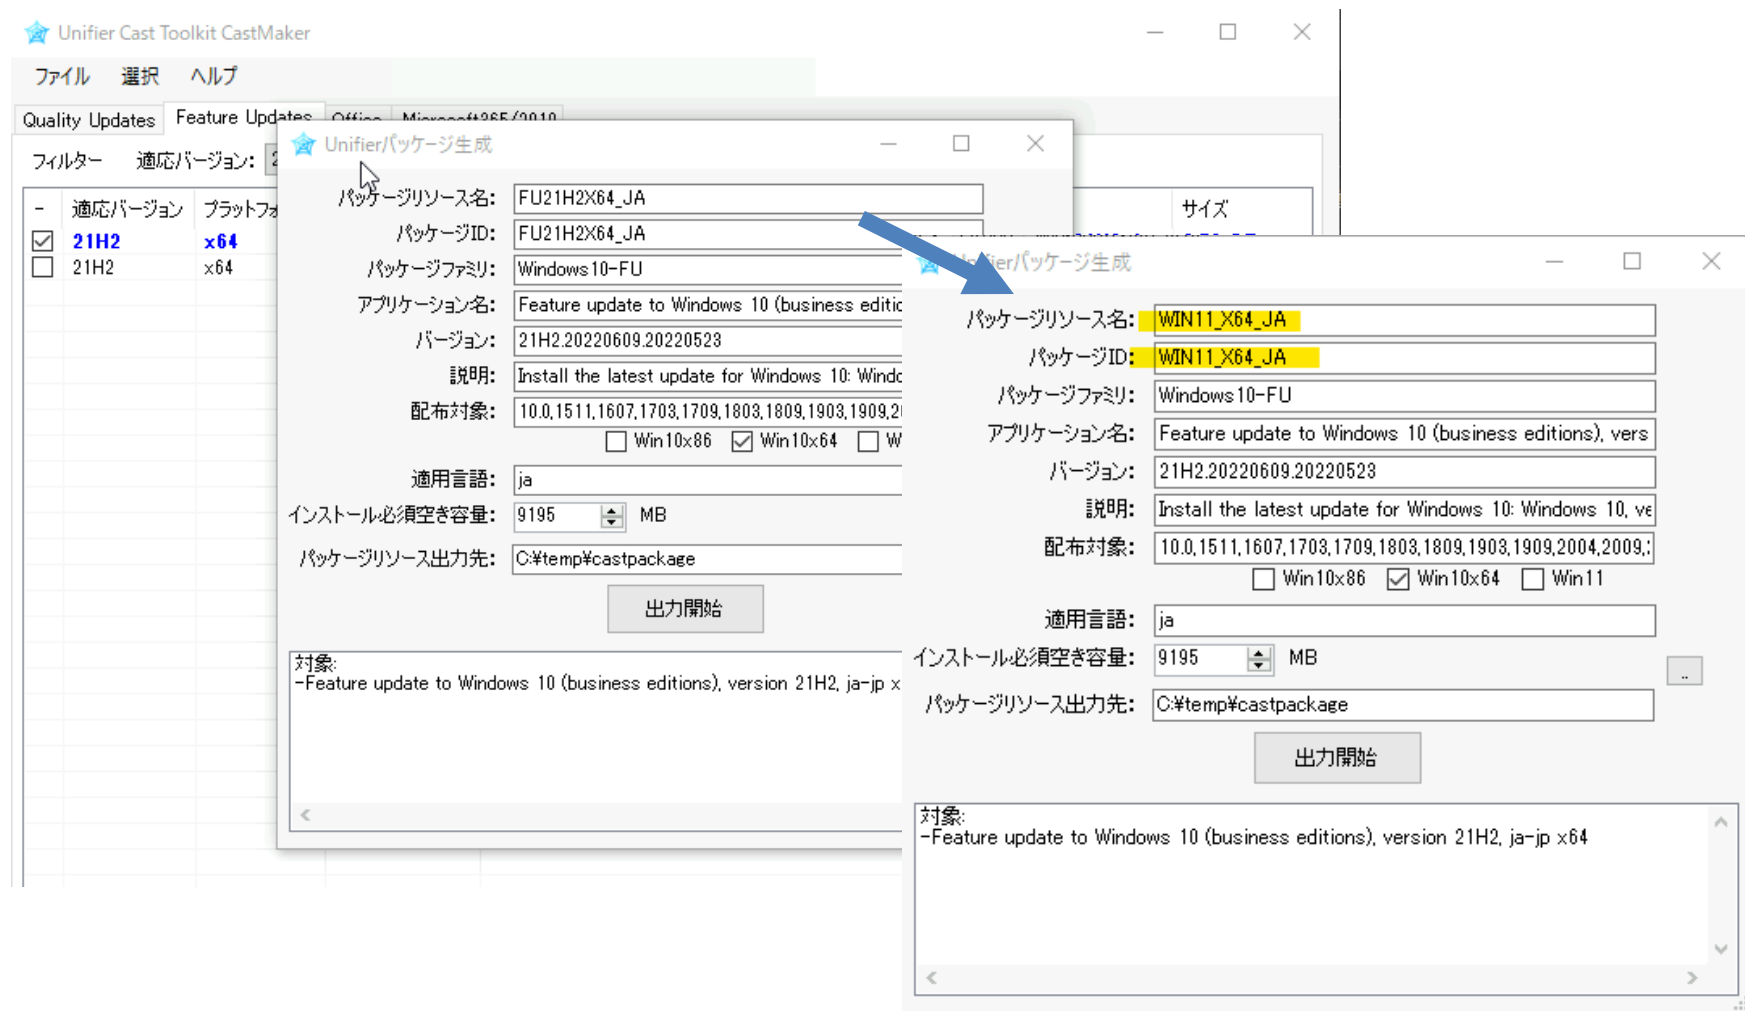 Unifier Cast Toolkit CastMaker
ファイル 選択 ヘルプ
Quality Updates Feature Updates Office Microsoft365/2019
フィルター 適応バージョン: 2
- 適応バージョン プラットフォ サイズ
21H2 x64
21H2 x64
Unifierパッケージ生成
パッケージリソース名: FU21H2X64_JA
パッケージID: FU21H2X64_JA
パッケージファミリ: Windows10-FU
アプリケーション名: Feature update to Windows 10 (business editio
バージョン: 21H2.20220609.20220523
説明: Install the latest update for Windows 10: Windo
配布対象: 10.0,1511,1607,1703,1709,1803,1809,1903,1909,2
Win10x86 Win10x64 W
適用言語: ja
インストール必須空き容量: 9195 MB
パッケージリソース出力先: C:¥temp¥castpackage
出力開始
対象:
-Feature update to Windows 10 (business editions), version 21H2, ja-jp x
Unifierパッケージ生成
パッケージリソース名: WIN11_X64_JA
パッケージID: WIN11_X64_JA
パッケージファミリ: Windows10-FU
アプリケーション名: Feature update to Windows 10 (business editions), vers
バージョン: 21H2.20220609.20220523
説明: Install the latest update for Windows 10: Windows 10, ve
配布対象: 10.0,1511,1607,1703,1709,1803,1809,1903,1909,2004,2009,;
Win10x86 Win10x64 Win11
適用言語: ja
インストール必須空き容量: 9195 MB
..
パッケージリソース出力先: C:¥temp¥castpackage
出力開始
対象:
-Feature update to Windows 10 (business editions), version 21H2, ja-jp x64